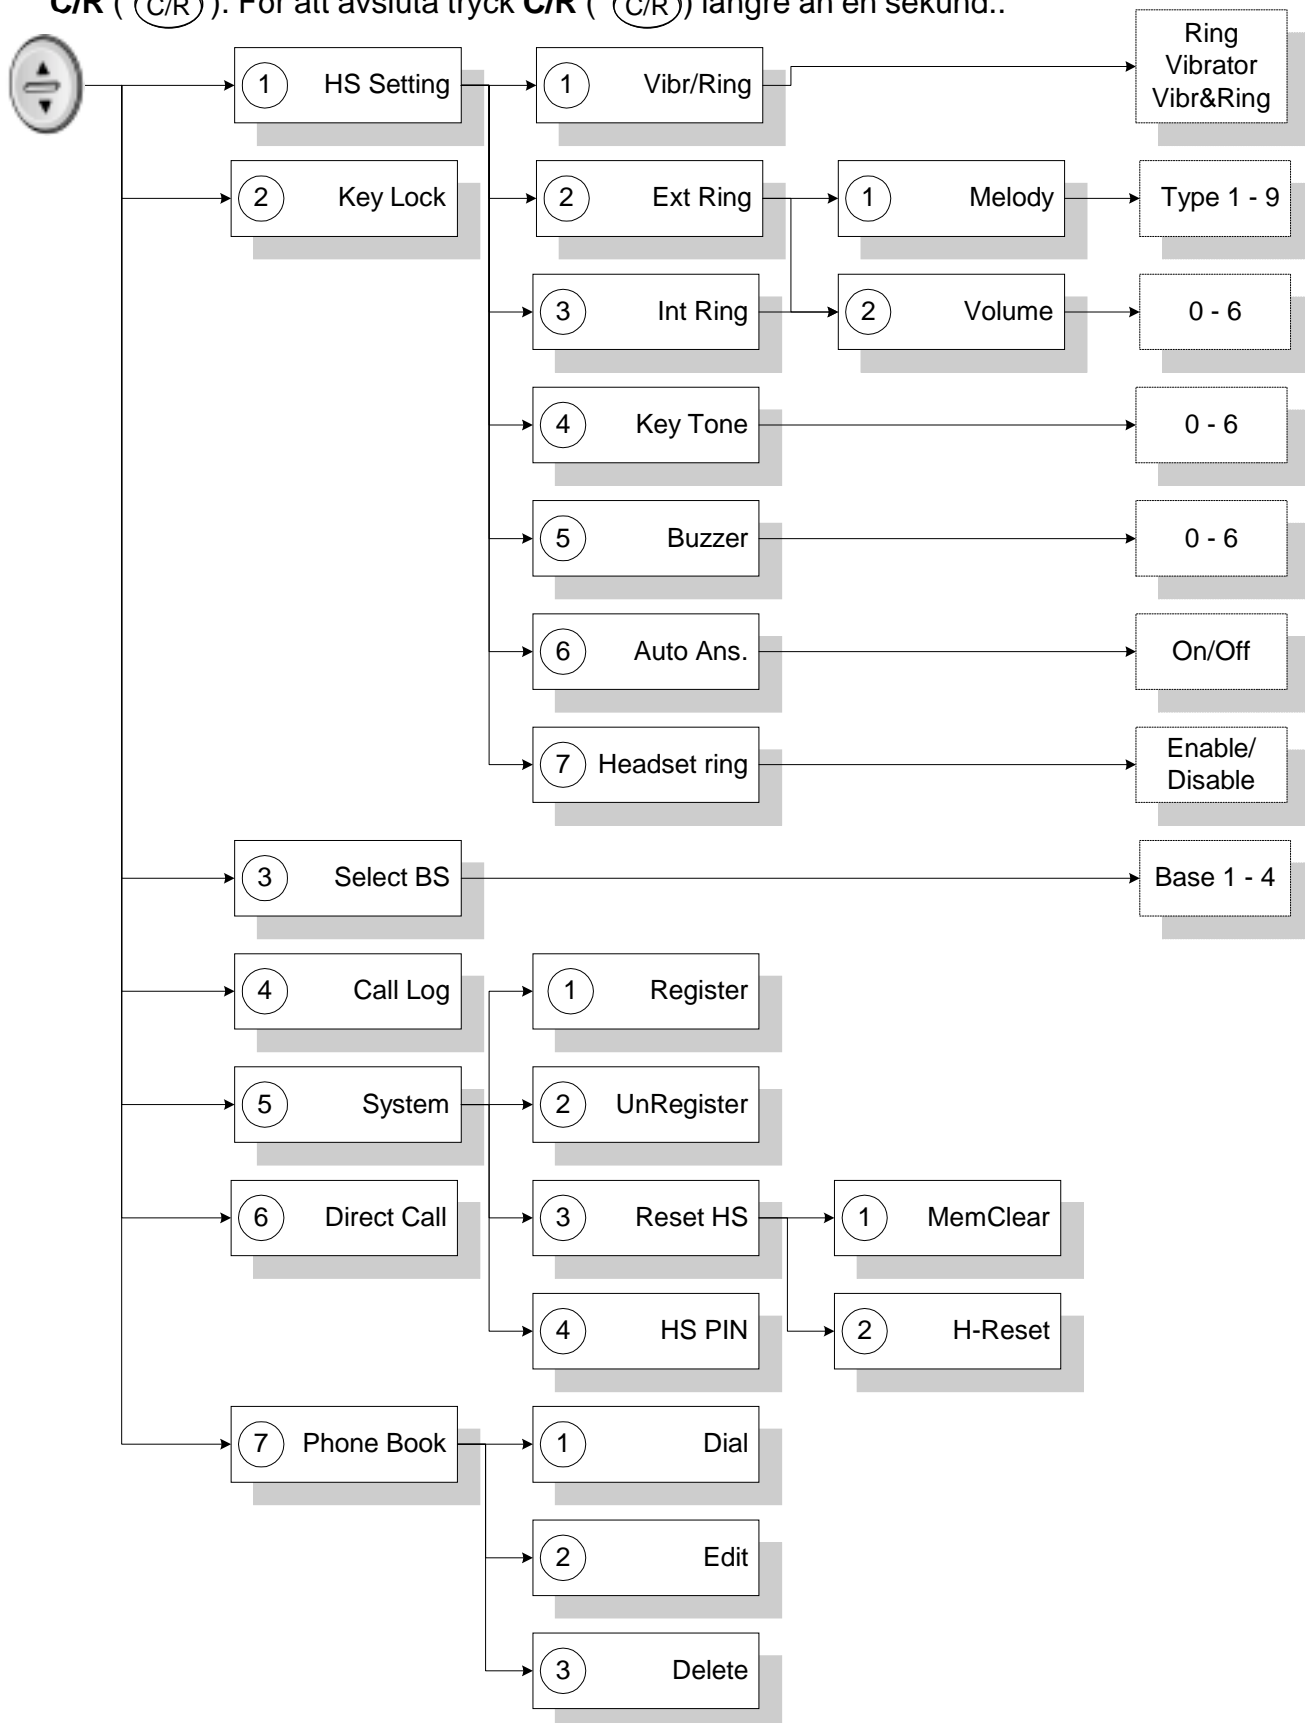 C/R ( C/R ). För att avsluta tryck C/R ( C/R ) längre än en sekund..
1 HS Setting
1 Vibr/Ring
Ring
Vibrator
Vibr&Ring
2 Key Lock
2 Ext Ring
1 Melody
Type 1 - 9
3 Int Ring
2 Volume
0 - 6
4 Key Tone
0 - 6
5 Buzzer
0 - 6
6 Auto Ans.
On/Off
7 Headset ring
Enable/
Disable
3 Select BS
Base 1 - 4
4 Call Log
1 Register
5 System
2 UnRegister
6 Direct Call
3 Reset HS
1 MemClear
4 HS PIN
2 H-Reset
7 Phone Book
1 Dial
2 Edit
3 Delete